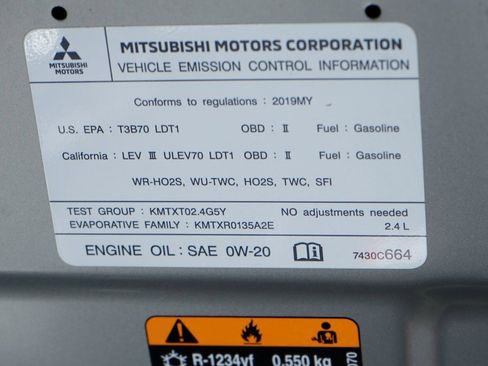 MITSUBISHI MOTORS CORPORATION
MITSUBISHI
MOTORS
VEHICLE EMISSION CONTROL INFORMATION
Conforms to regulations : 2019MY
U.S. EPA : T3B70 LDT1 OBD : Ⅱ Fuel : Gasoline
California : LEV Ⅲ ULEV70 LDT1 OBD : Ⅱ Fuel : Gasoline
WR-HO2S, WU-TWC, HO2S, TWC, SFI
TEST GROUP : KMTXT02.4G5Y NO adjustments needed
EVAPORATIVE FAMILY : KMTXR0135A2E 2.4 L
ENGINE OIL : SAE 0W-20 7430C664
R-1234yf 0.550 kg